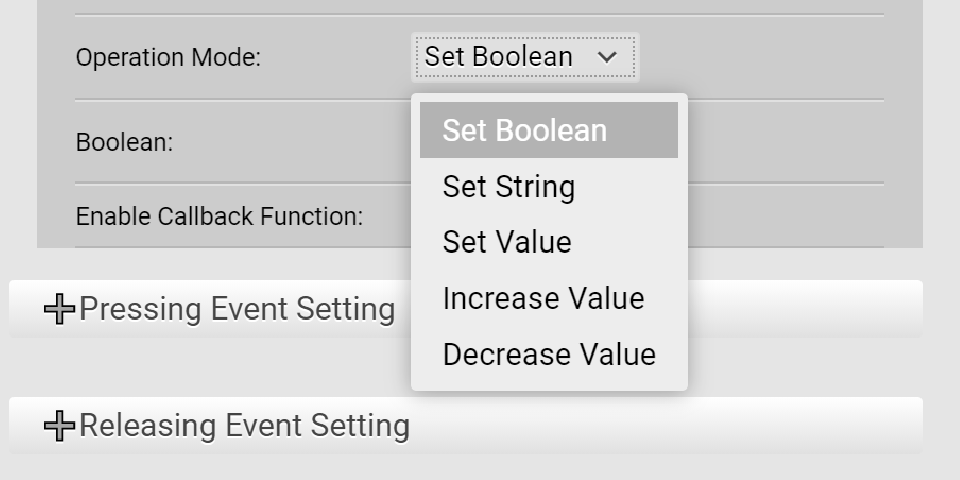 Operation Mode:
Set Boolean
Set Boolean
Boolean:
Set String
Enable Callback Function:
Set Value
Increase Value
Pressing Event Setting
Decrease Value
Releasing Event Setting